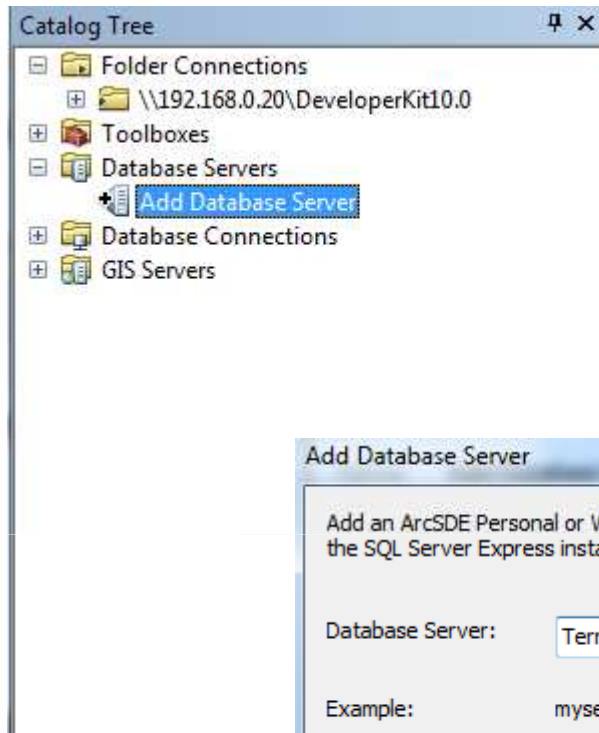 Catalog Tree
Folder Connections
\\192.168.0.20\DeveloperKit10.0
Toolboxes
Database Servers
Add Database Server
Database Connections
GIS Servers
Add Database Server
Add an ArcSDE Personal or
the SQL Server Express
Database Server:
Example: